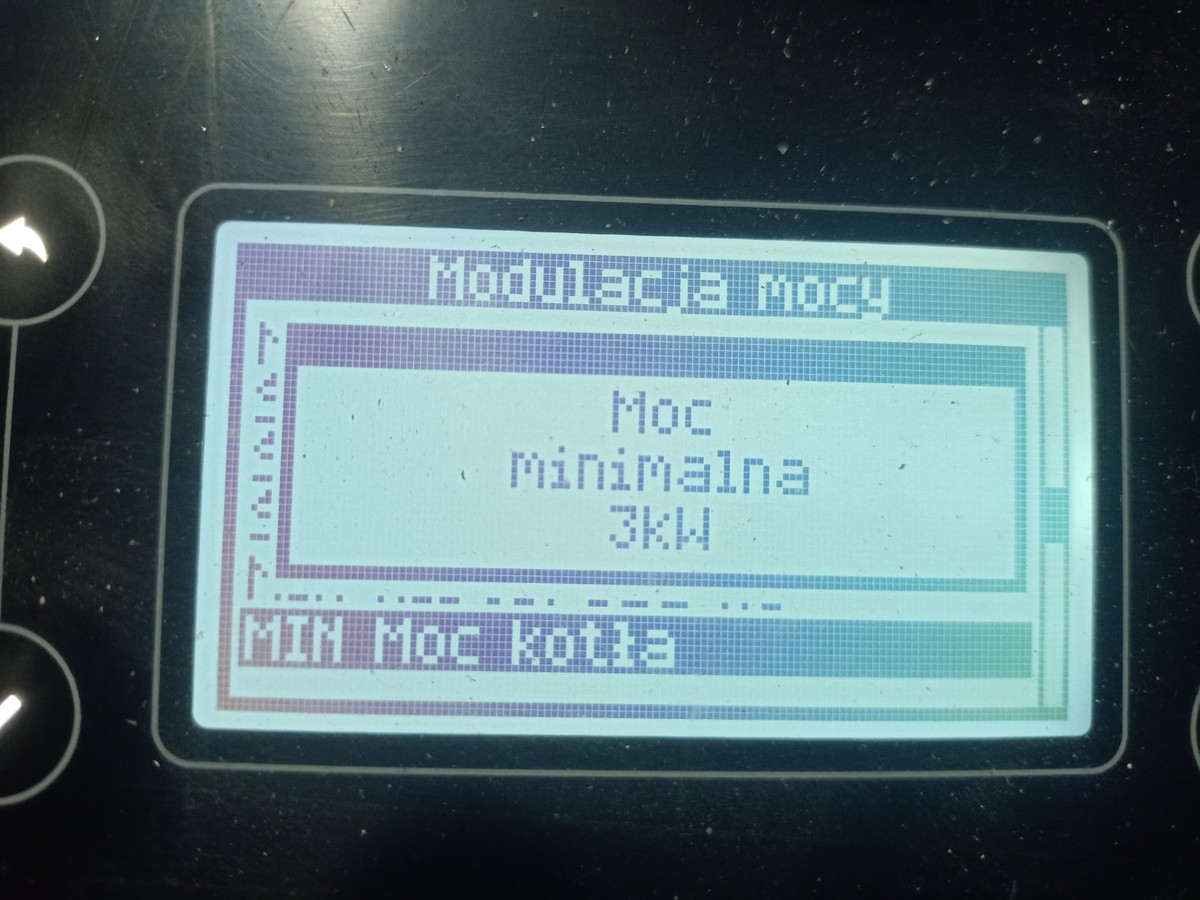 Modulacja mocy
Moc
minimalna
3kW
MIN Moc kotła